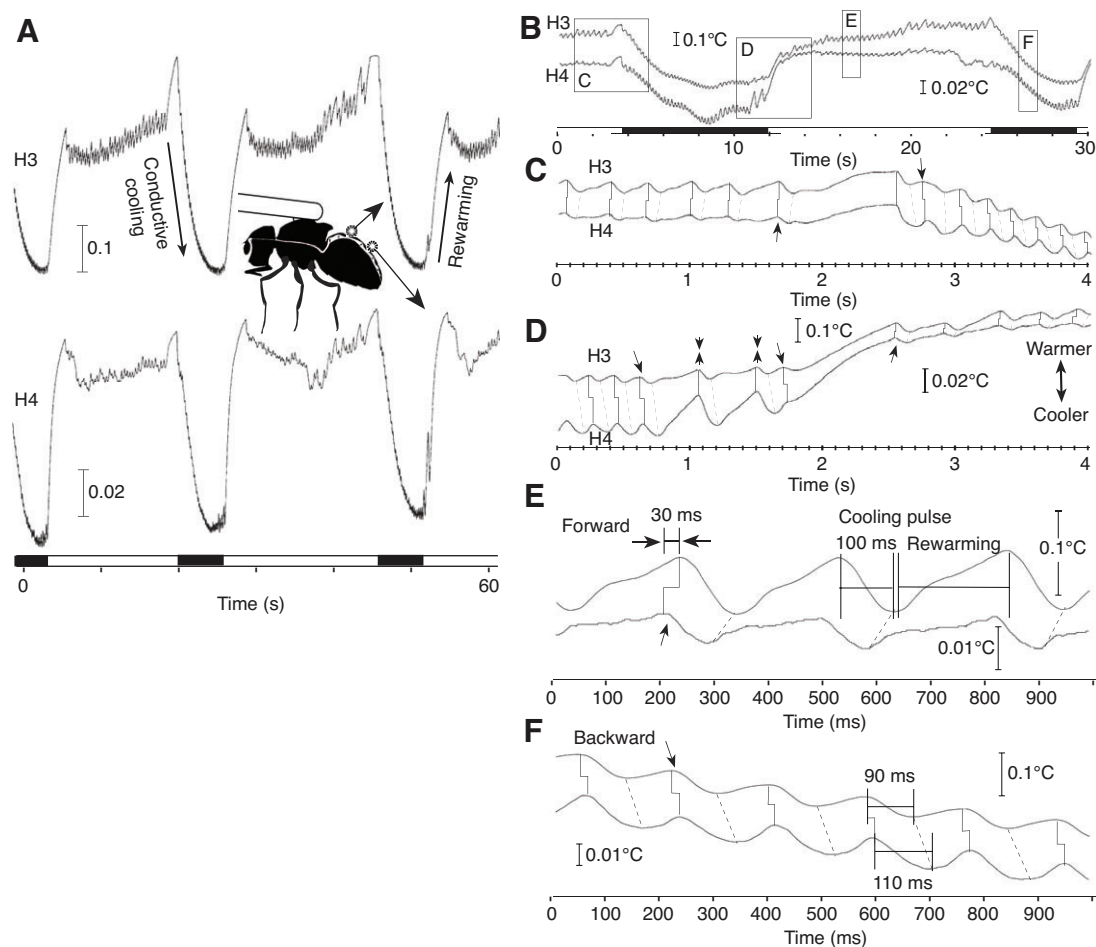 A
H3
Conductive
cooling
Rewarming
0.1
H4
0.02
0 60
Time (s)
B
H3
H4
C
0.1°C
D
E
F
0.02°C
0 10 20 30
Time (s)
C
H3
H4
0 1 2 3 4
Time (s)
D
0.1°C
H3
0.02°C
Warmer
Cooler
H4
0 1 2 3 4
Time (s)
E
30 ms
Forward
Cooling pulse
100 ms
Rewarming
0.1°C
0.01°C
0 100 200 300 400 500 600 700 800 900
Time (ms)
F
Backward
90 ms
0.1°C
0.01°C
110 ms
0 100 200 300 400 500 600 700 800 900
Time (ms)